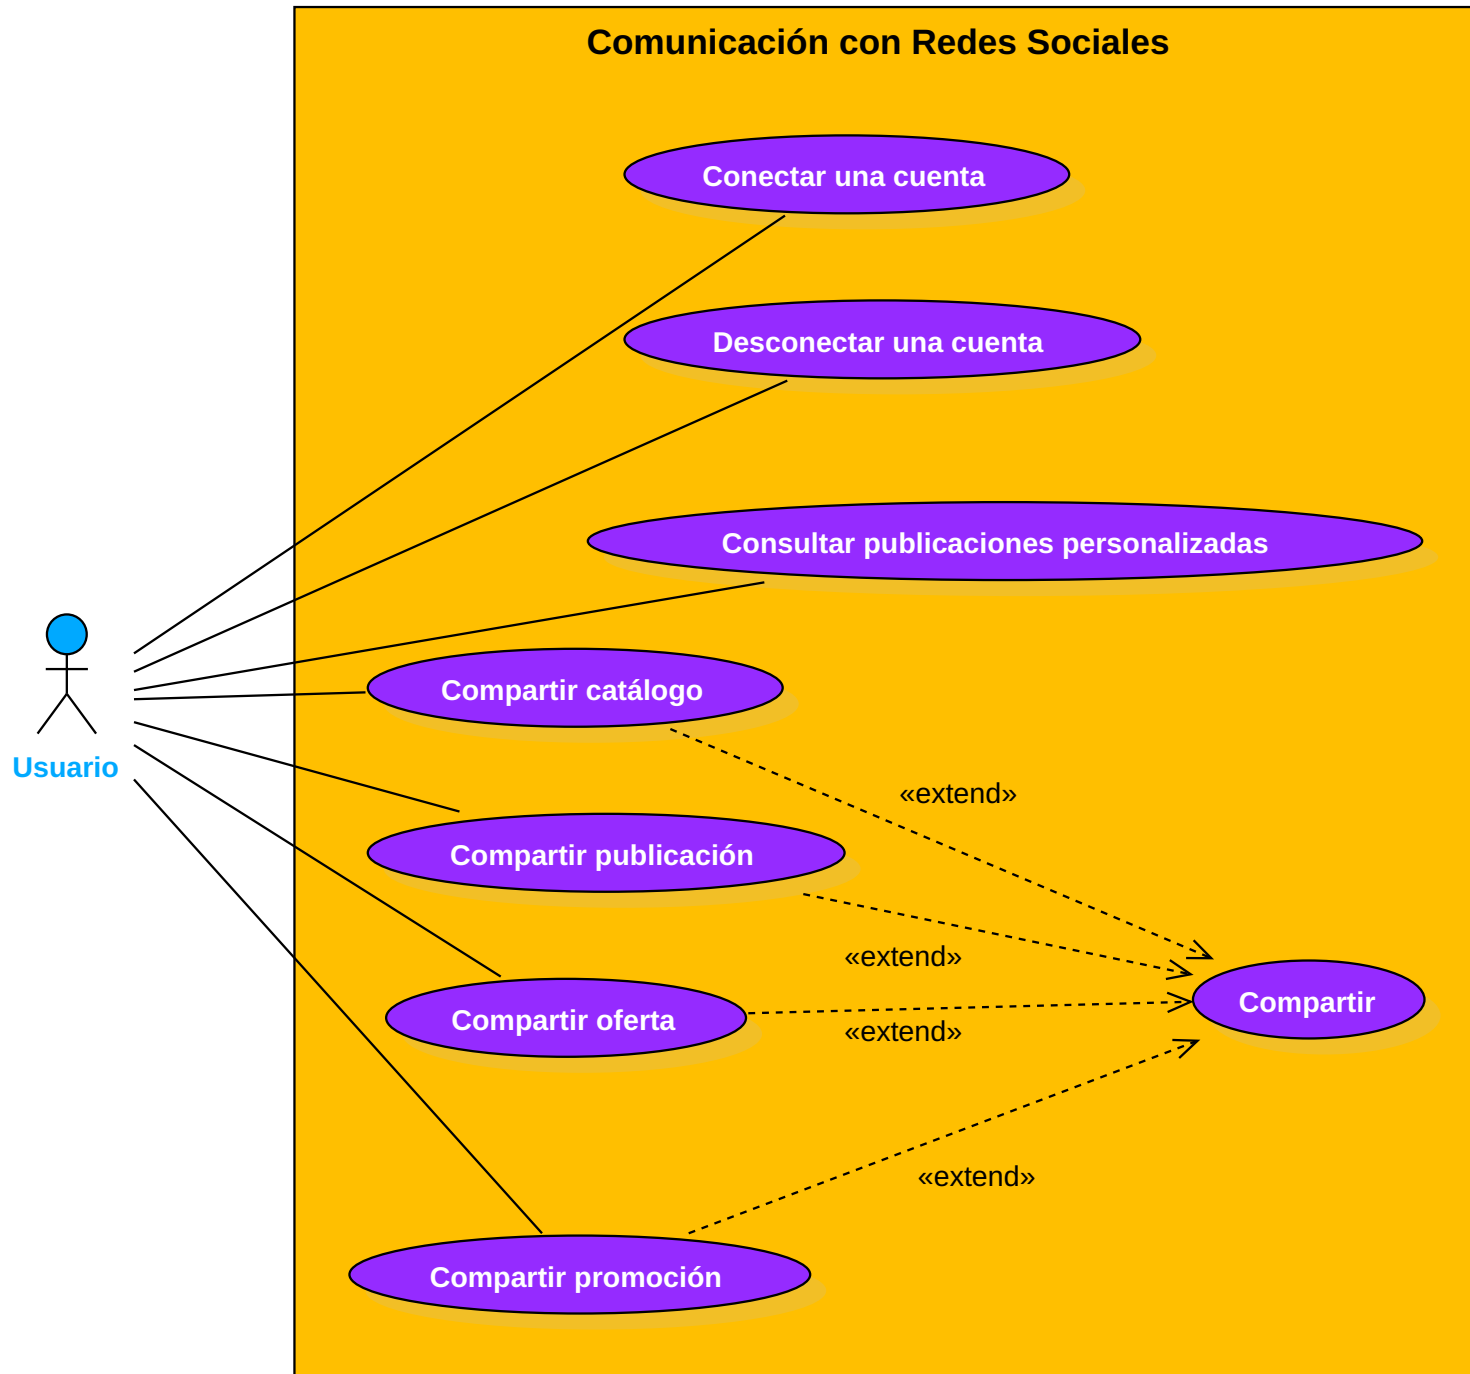 Comunicación con Redes Sociales
Conectar una cuenta
Desconectar una cuenta
Consultar publicaciones personalizadas
Compartir catálogo
Usuario
«extend»
Compartir publicación
«extend»
Compartir
Compartir oferta
«extend»
«extend»
Compartir promoción